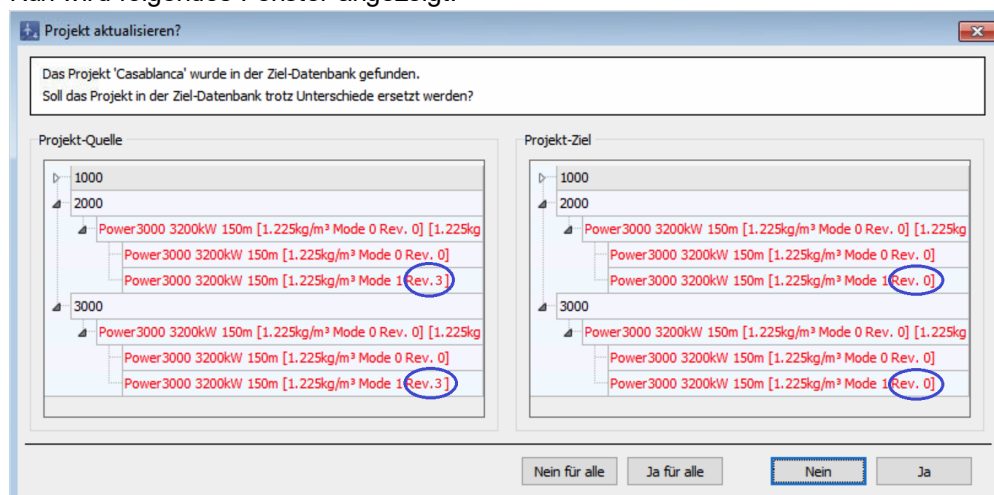 Nun wird folgendes Fenster angezeigt:
Projekt aktualisieren?
Das Projekt 'Casablanca' wurde in der Ziel-Datenbank gefunden.
Soll das Projekt in der Ziel-Datenbank trotz Unterschiede ersetzt werden?
Projekt-Quelle
1000
2000
Power3000 3200kW 150m [1.225kg/m³ Mode 0 Rev. 0] [1.225kg
Power3000 3200kW 150m [1.225kg/m³ Mode 0 Rev. 0]
Power3000 3200kW 150m [1.225kg/m³ Mode 1 Rev.3]
3000
Power3000 3200kW 150m [1.225kg/m³ Mode 0 Rev. 0] [1.225kg
Power3000 3200kW 150m [1.225kg/m³ Mode 0 Rev. 0]
Power3000 3200kW 150m [1.225kg/m³ Mode 1 Rev.3]
Projekt-Ziel
1000
2000
Power3000 3200kW 150m [1.225kg/m³ Mode 0 Rev. 0] [1.225kg
Power3000 3200kW 150m [1.225kg/m³ Mode 0 Rev. 0]
Power3000 3200kW 150m [1.225kg/m³ Mode 1 Rev. 0]
3000
Power3000 3200kW 150m [1.225kg/m³ Mode 0 Rev. 0] [1.225kg
Power3000 3200kW 150m [1.225kg/m³ Mode 0 Rev. 0]
Power3000 3200kW 150m [1.225kg/m³ Mode 1 Rev. 0]
Nein für alle
Ja für alle
Nein
Ja